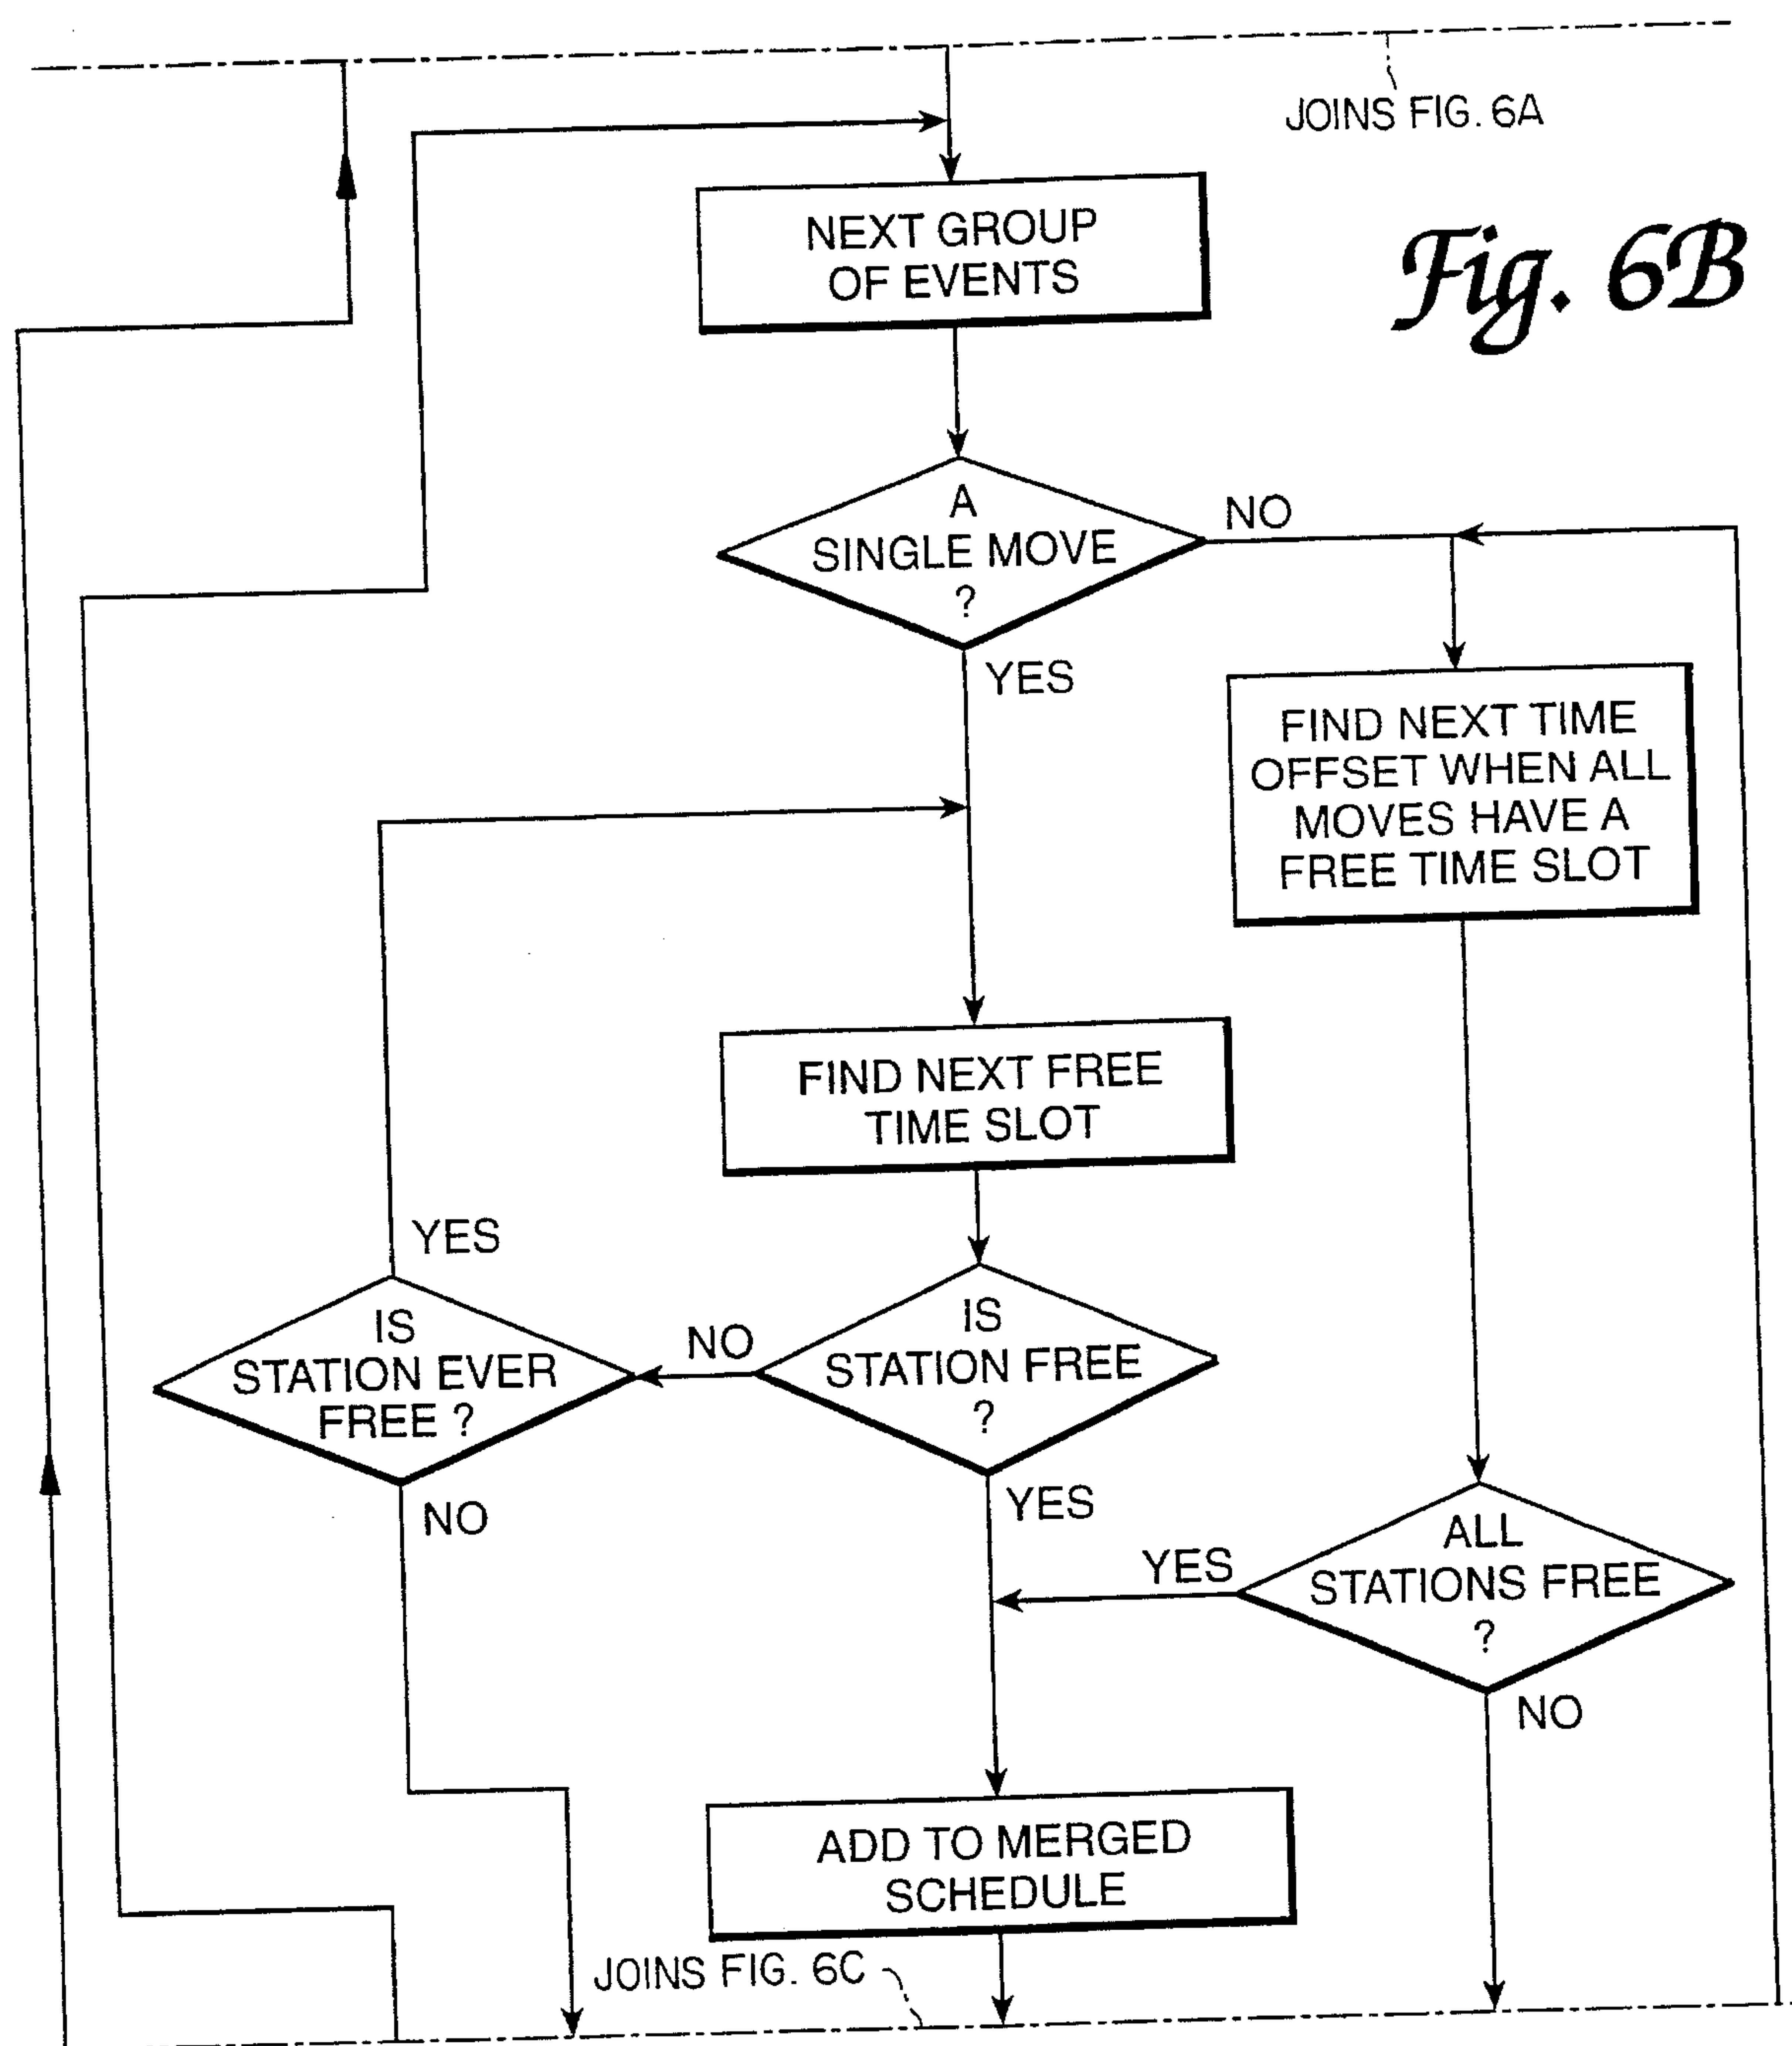 JOINS FIG. 6A
Fig. 6B
NEXT GROUP
OF EVENTS
A
SINGLE MOVE
?
NO
YES
FIND NEXT TIME
OFFSET WHEN ALL
MOVES HAVE A
FREE TIME SLOT
FIND NEXT FREE
TIME SLOT
YES
IS
STATION EVER
FREE ?
NO
NO
IS
STATION FREE
?
YES
YES
ALL
STATIONS FREE
?
NO
ADD TO MERGED
SCHEDULE
JOINS FIG. 6C